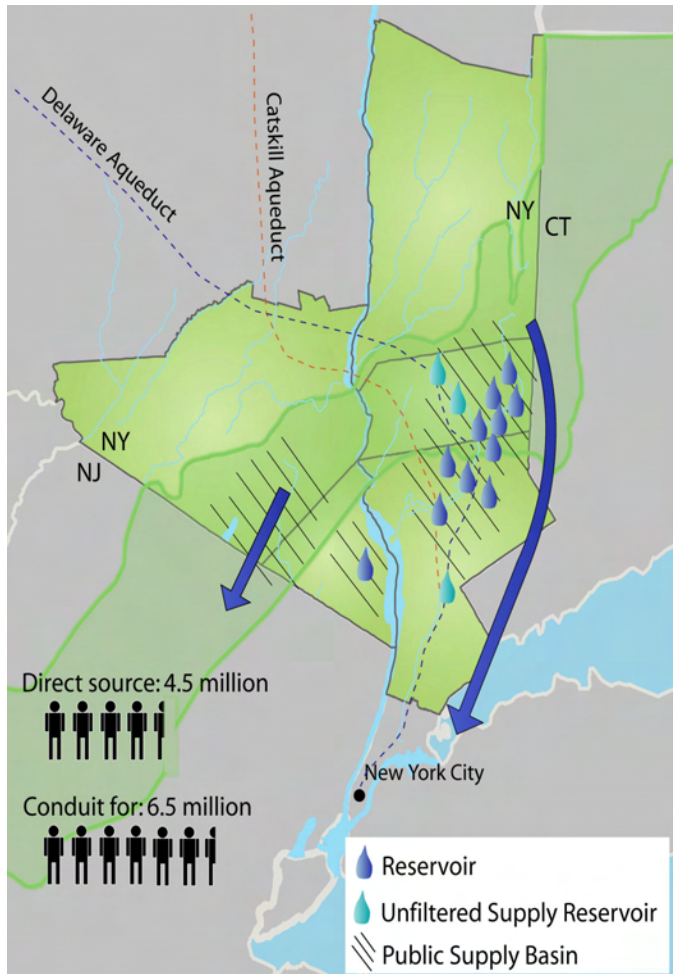 Delaware Aqueduct
Catskill Aqueduct
NY
CT
NY
NJ
Direct source: 4.5 million
Conduit for: 6.5 million
New York City
Reservoir
Unfiltered Supply Reservoir
Public Supply Basin